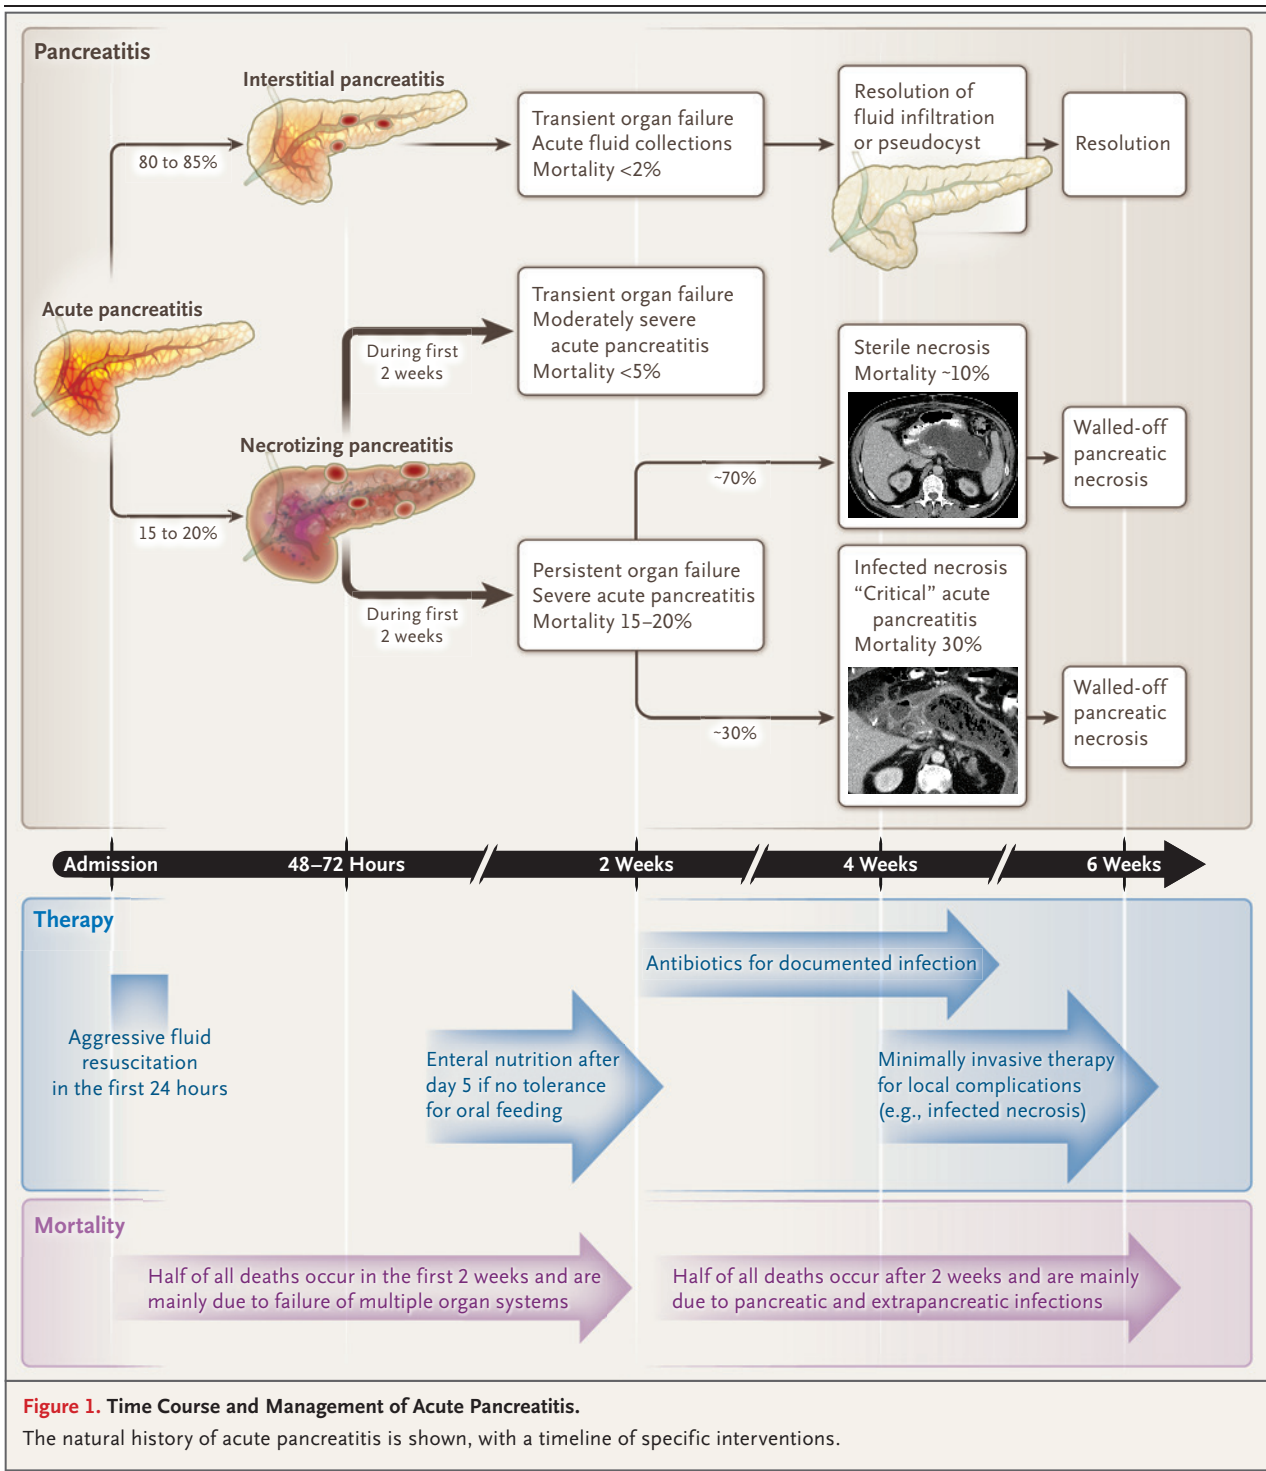 Pancreatitis
Interstitial pancreatitis
80 to 85%
Transient organ failure
Acute fluid collections
Mortality <2%
Resolution of
fluid infiltration
or pseudocyst
Resolution
Acute pancreatitis
During first
2 weeks
Transient organ failure
Moderately severe
acute pancreatitis
Mortality <5%
Necrotizing pancreatitis
15 to 20%
During first
2 weeks
Persistent organ failure
Severe acute pancreatitis
Mortality 15–20%
~70%
Sterile necrosis
Mortality ~10%
Walled-off
pancreatic
necrosis
~30%
Infected necrosis
“Critical” acute
pancreatitis
Mortality 30%
Walled-off
pancreatic
necrosis
Admission
48–72 Hours
2 Weeks
4 Weeks
6 Weeks
Therapy
Aggressive fluid
resuscitation
in the first 24 hours
Enteral nutrition after
day 5 if no tolerance
for oral feeding
Antibiotics for documented infection
Minimally invasive therapy
for local complications
(e.g., infected necrosis)
Mortality
Half of all deaths occur in the first 2 weeks and are
mainly due to failure of multiple organ systems
Half of all deaths occur after 2 weeks and are mainly
due to pancreatic and extrapancreatic infections
Figure 1. Time Course and Management of Acute Pancreatitis.
The natural history of acute pancreatitis is shown, with a timeline of specific interventions.